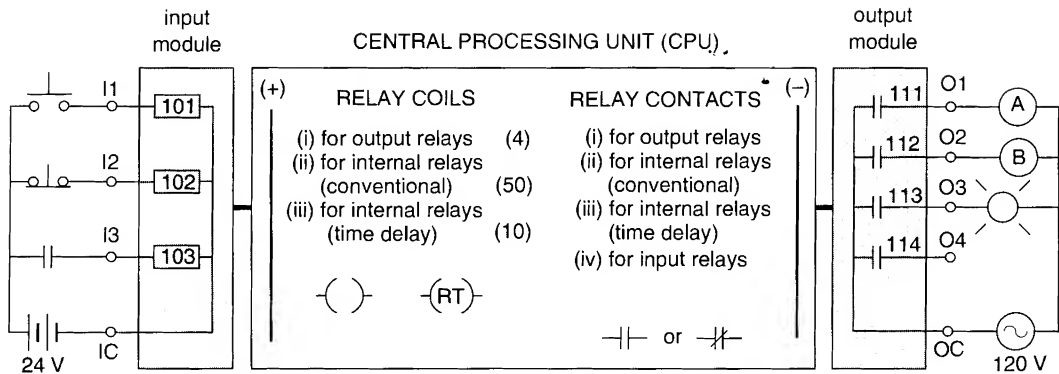 input
module
I1
101
I2
102
I3
103
IC
24 V
CENTRAL PROCESSING UNIT (CPU)
(+)
RELAY COILS
(i) for output relays (4)
(ii) for internal relays
(conventional) (50)
(iii) for internal relays
(time delay) (10)
(RT)
RELAY CONTACTS
(–)
(i) for output relays
(ii) for internal relays
(conventional)
(iii) for internal relays
(time delay)
(iv) for input relays
or
output
module
111 O1
A
112 O2
B
113 O3
114 O4
OC
120 V